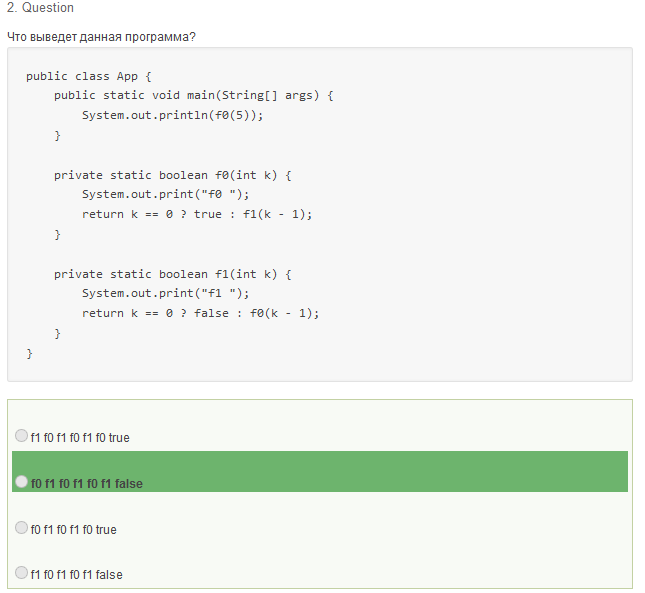 2. Question
Что выведет данная программа?
public class App {
    public static void main(String[] args) {
        System.out.println(f0(5));
    }

    private static boolean f0(int k) {
        System.out.print("f0 ");
        return k == 0 ? true : f1(k - 1);
    }

    private static boolean f1(int k) {
        System.out.print("f1 ");
        return k == 0 ? false : f0(k - 1);
    }
}
f1 f0 f1 f0 f1 f0 true
f0 f1 f0 f1 f0 f1 false
f0 f1 f0 f1 f0 true
f1 f0 f1 f0 f1 false